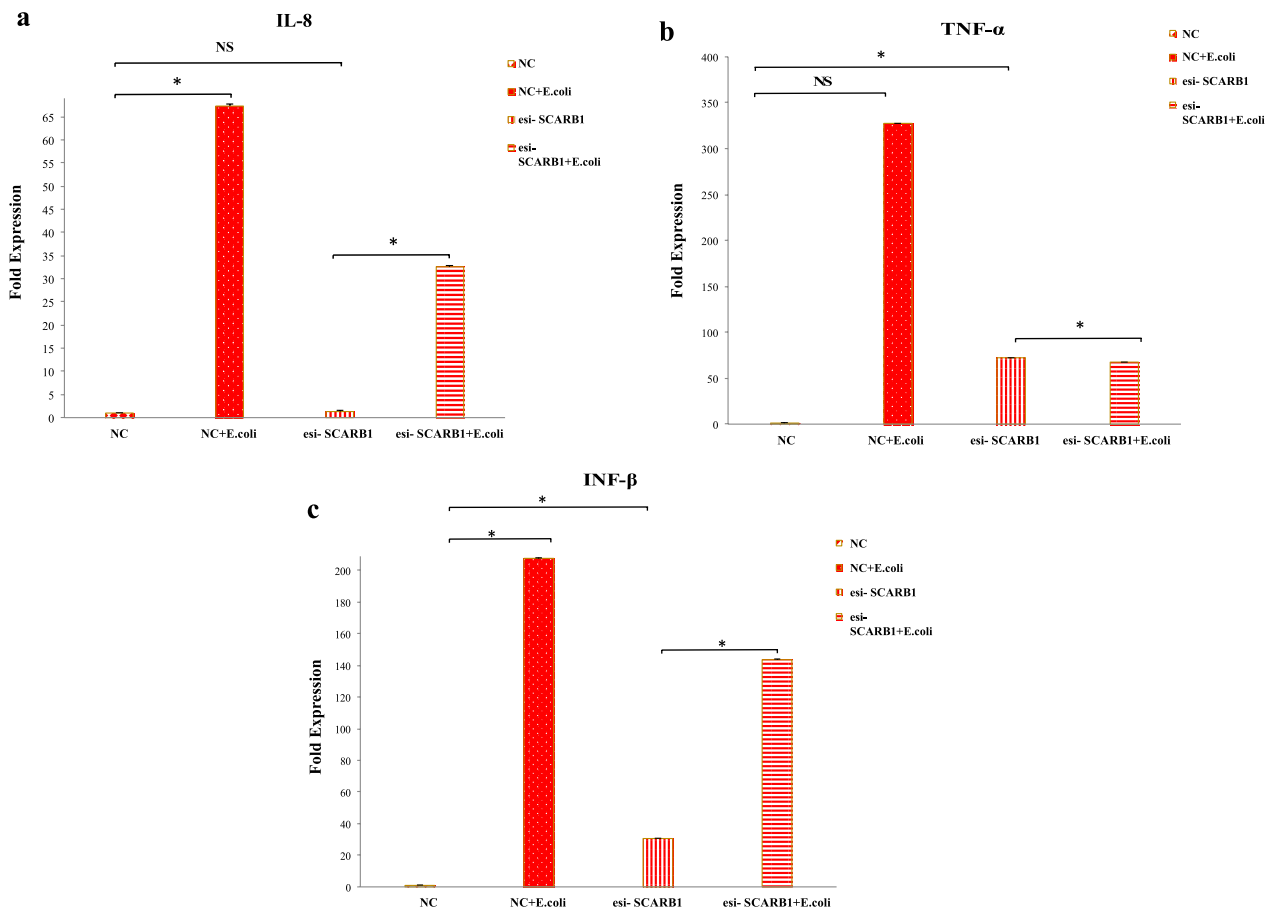 a
IL-8
NS
*
*
NC
NC+E.coli
esi- SCARB1
esi-
SCARB1+E.coli
Fold Expression
65
60
55
50
45
40
35
30
25
20
15
10
5
0
NC
NC+E.coli
esi- SCARB1
esi- SCARB1+E.coli
b
TNF-α
*
NS
*
NC
NC+E.coli
esi- SCARB1
esi-
SCARB1+E.coli
Fold Expression
400
350
300
250
200
150
100
50
0
NC
NC+E.coli
esi- SCARB1
esi- SCARB1+E.coli
c
INF-β
*
*
*
NC
NC+E.coli
esi- SCARB1
esi-
SCARB1+E.coli
Fold Expression
200
180
160
140
120
100
80
60
40
20
0
NC
NC+E.coli
esi- SCARB1
esi- SCARB1+E.coli